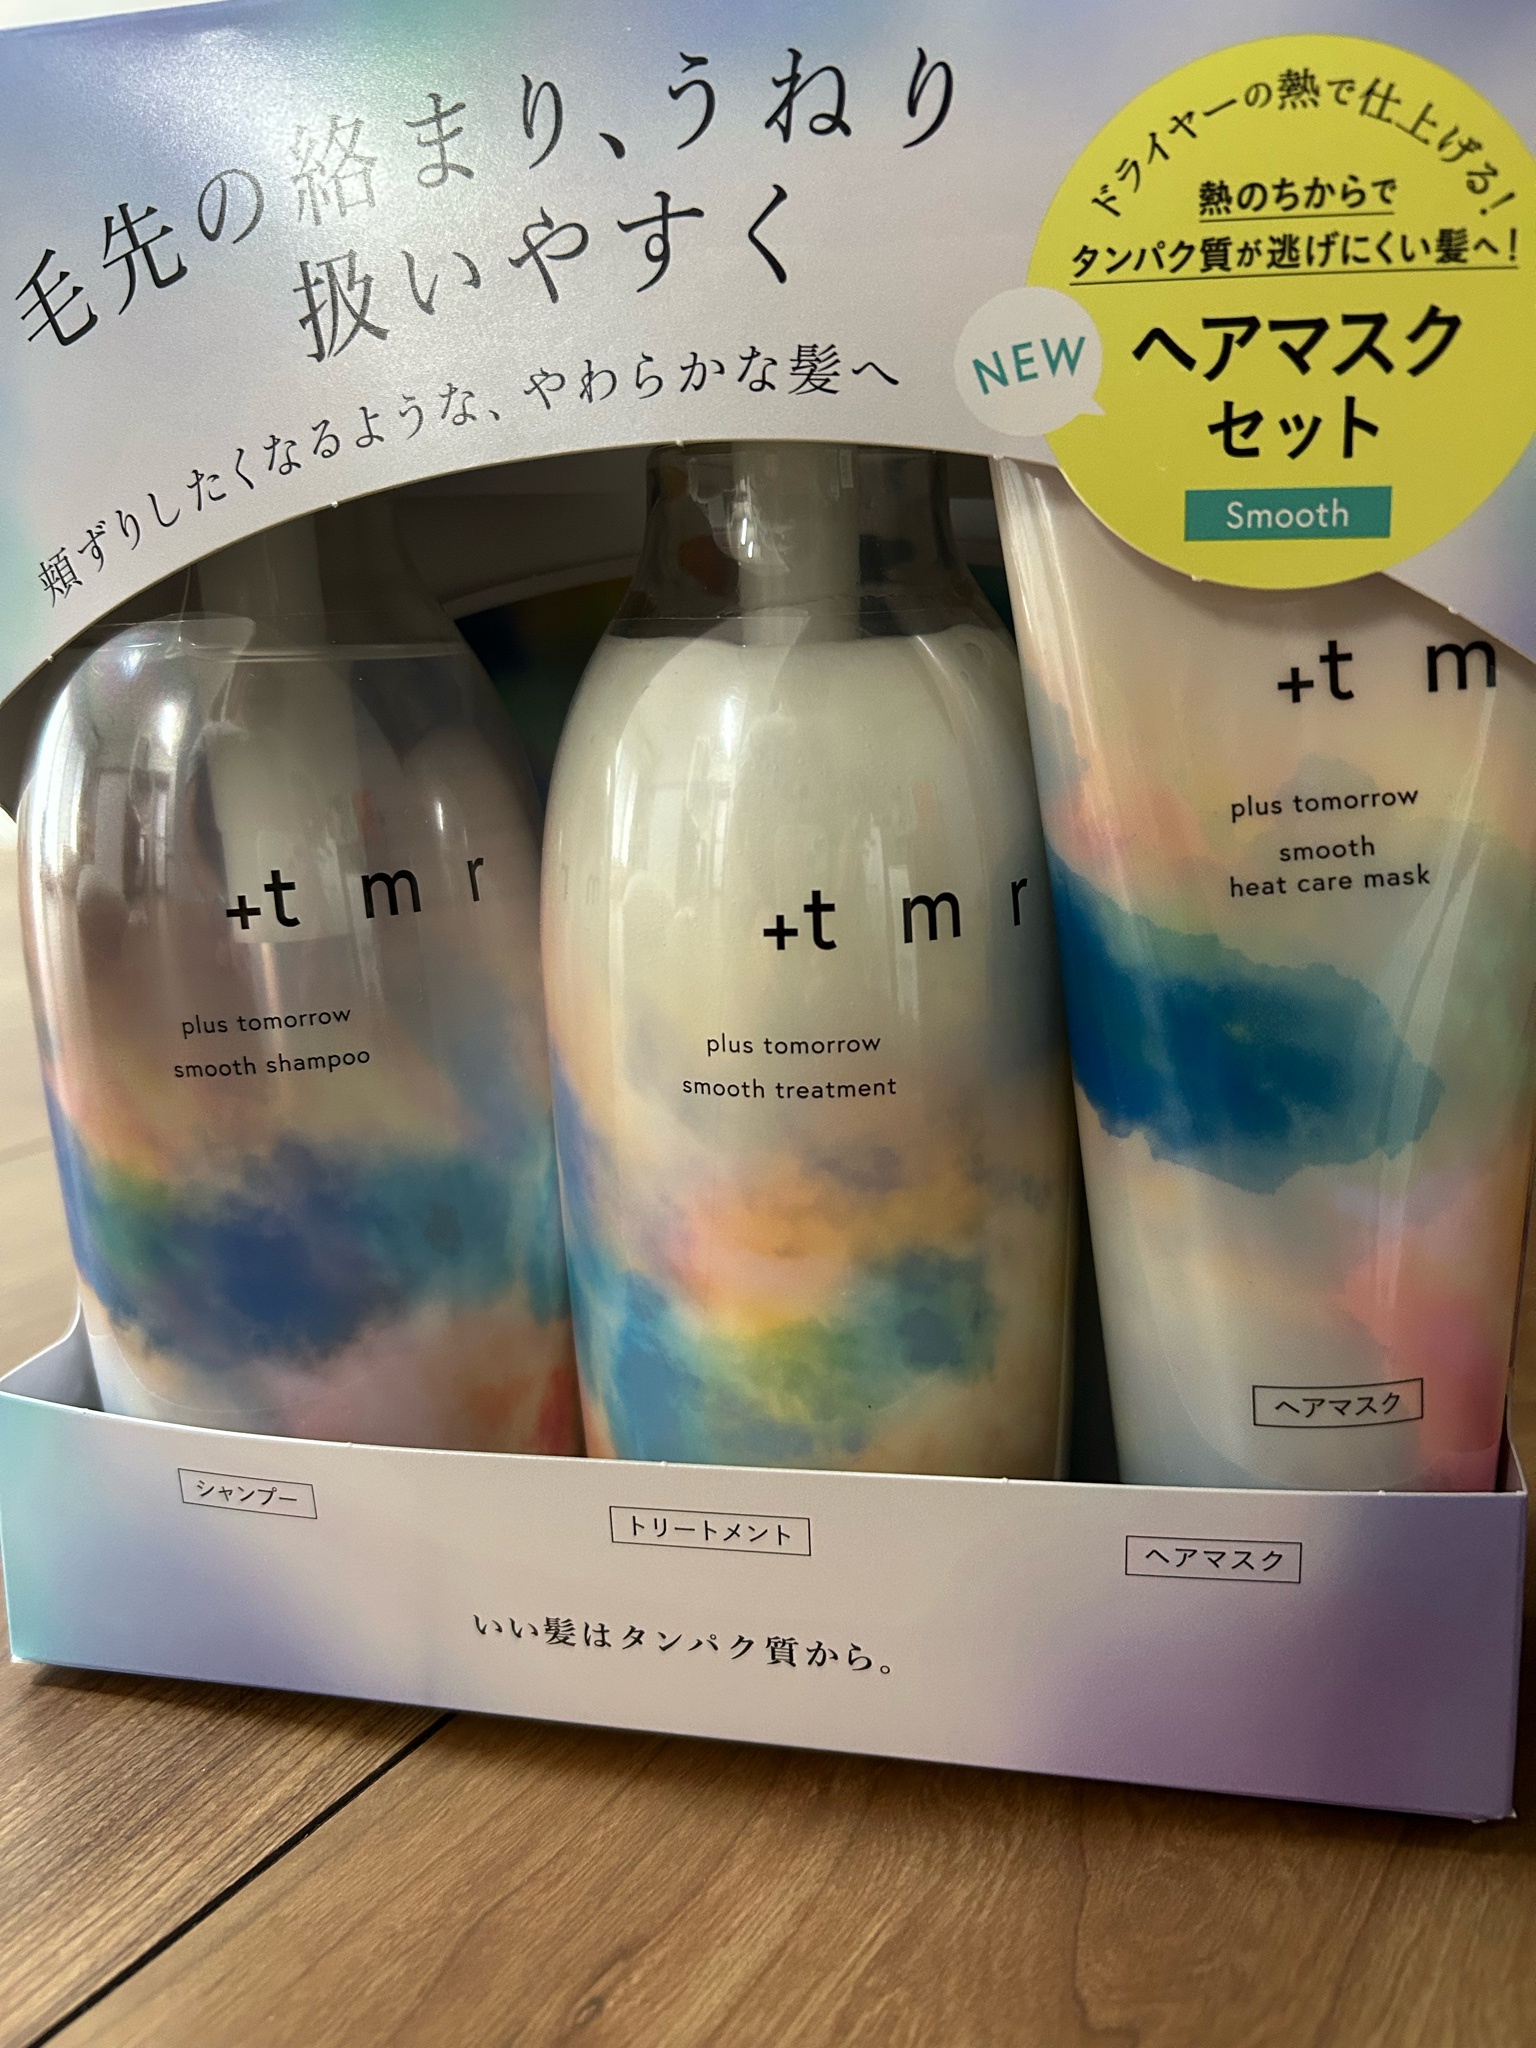 毛先の絡まり、うねり
扱いやすく
頬ずりしたくなるような、やわらかな髪へ
ドライヤーの熱で仕上げる!
熱のちからで
タンパク質が逃げにくい髪へ!
NEW
ヘアマスク
セット
Smooth
+t m r
plus tomorrow
smooth shampoo
+t m r
plus tomorrow
smooth treatment
+t m
plus tomorrow
smooth
heat care mask
ヘアマスク
シャンプー
トリートメント
ヘアマスク
いい髪はタンパク質から。